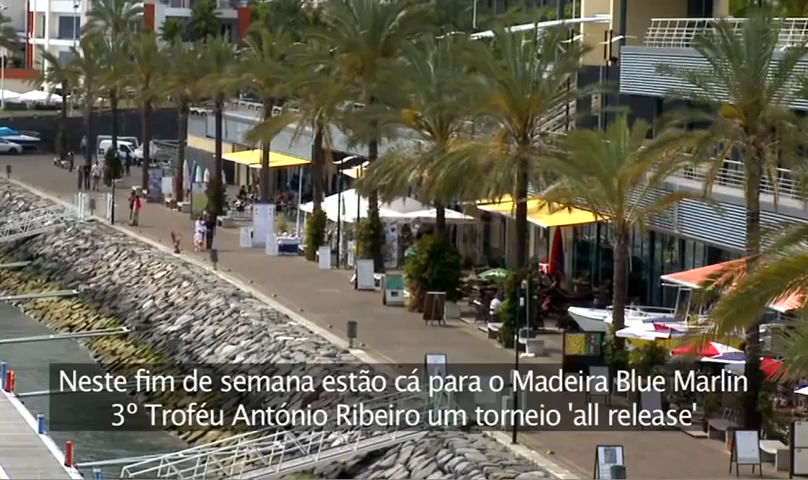 Neste fim de semana estão cá para o Madeira Blue Marlin
3º Troféu António Ribeiro um torneio 'all release'